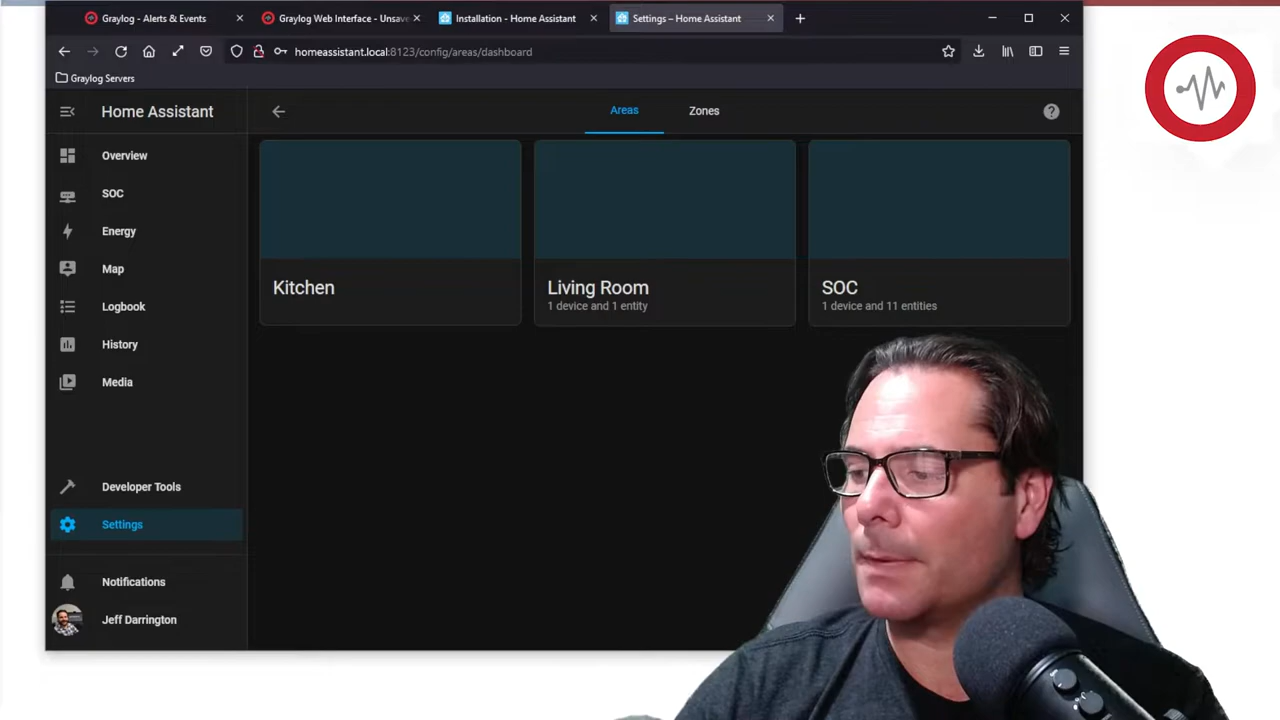 Graylog - Alerts & Events
Graylog Web Interface - Unsave
Installation - Home Assistant
Settings – Home Assistant
homeassistant.local:8123/config/areas/dashboard
Graylog Servers
Home Assistant
Areas
Zones
Overview
SOC
Energy
Map
Logbook
History
Media
Developer Tools
Settings
Notifications
Jeff Darrington
Kitchen
Living Room
1 device and 1 entity
SOC
1 device and 11 entities